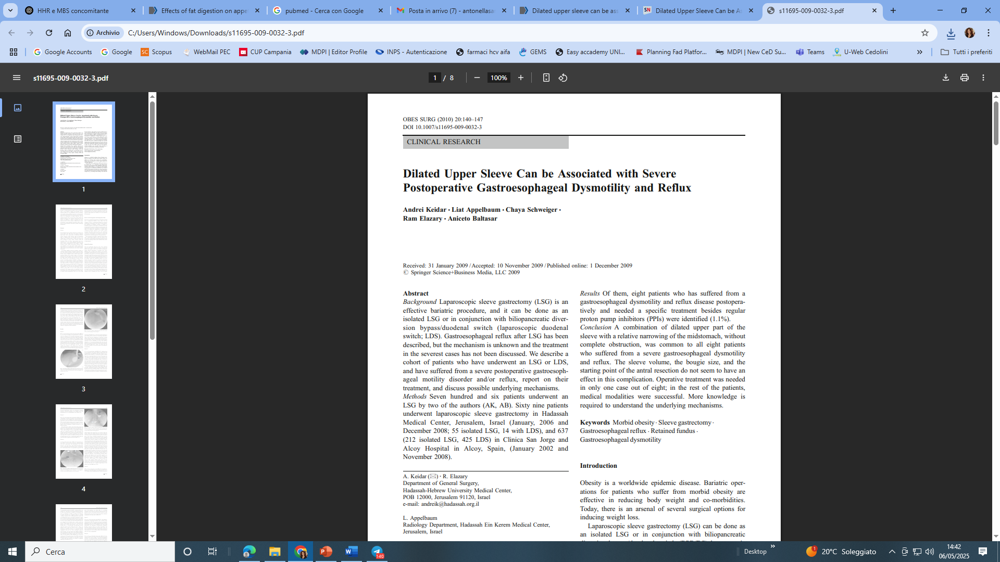 HHR e MBS concomitante
Effects of fat digestion on appe
pubmed - Cerca con Google
Posta in arrivo (7) - antonellasa
Dilated upper sleeve can be ass
SN
Dilated Upper Sleeve Can be As
s11695-009-0032-3.pdf
Archivio
C:/Users/Windows/Downloads/s11695-009-0032-3.pdf
Google Accounts
Google
SC
Scopus
WebMail PEC
CUP Campania
MDPI | Editor Profile
INPS - Autenticazione
farmaci hcv aifa
GEMS
Easy accademy UNI...
Planning Fad Platfor...
MDPI | New CeD Su...
Teams
U-Web Cedolini
Tutti i preferiti
s11695-009-0032-3.pdf
1 / 8
100%
1
2
3
4
OBES SURG (2010) 20:140–147
DOI 10.1007/s11695-009-0032-3
CLINICAL RESEARCH
Dilated Upper Sleeve Can be Associated with Severe
Postoperative Gastroesophageal Dysmotility and Reflux
Andrei Keidar · Liat Appelbaum · Chaya Schweiger ·
Ram Elazary · Aniceto Baltasar
Received: 31 January 2009 / Accepted: 10 November 2009 / Published online: 1 December 2009
© Springer Science+Business Media, LLC 2009
Abstract
Background Laparoscopic sleeve gastrectomy (LSG) is an
effective bariatric procedure, and it can be done as an
isolated LSG or in conjunction with biliopancreatic diver-
sion bypass/duodenal switch (laparoscopic duodenal
switch; LDS). Gastroesophageal reflux after LSG has been
described, but the mechanism is unknown and the treatment
in the severest cases has not been discussed. We describe a
cohort of patients who have underwent an LSG or LDS,
and have suffered from a severe postoperative gastroesoph-
ageal motility disorder and/or reflux, report on their
treatment, and discuss possible underlying mechanisms.
Methods Seven hundred and six patients underwent an
LSG by two of the authors (AK, AB). Sixty nine patients
underwent laparoscopic sleeve gastrectomy in Hadassah
Medical Center, Jerusalem, Israel (January, 2006 and
December 2008; 55 isolated LSG, 14 with LDS), and 637
(212 isolated LSG, 425 LDS) in Clinica San Jorge and
Alcoy Hospital in Alcoy, Spain, (January 2002 and
November 2008).
A. Keidar (✉) · R. Elazary
Department of General Surgery,
Hadassah-Hebrew University Medical Center,
POB 12000, Jerusalem 91120, Israel
e-mail: andreik@hadassah.org.il
L. Appelbaum
Radiology Department, Hadassah Ein Kerem Medical Center,
Jerusalem, Israel
Results Of them, eight patients who has suffered from a
gastroesophageal dysmotility and reflux disease postopera-
tively and needed a specific treatment besides regular
proton pump inhibitors (PPIs) were identified (1.1%).
Conclusion A combination of dilated upper part of the
sleeve with a relative narrowing of the midstomach, without
complete obstruction, was common to all eight patients
who suffered from a severe gastroesophageal dysmotility
and reflux. The sleeve volume, the bougie size, and the
starting point of the antral resection do not seem to have an
effect in this complication. Operative treatment was needed
in only one case out of eight; in the rest of the patients,
medical modalities were successful. More knowledge is
required to understand the underlying mechanisms.
Keywords Morbid obesity · Sleeve gastrectomy ·
Gastroesophageal reflux · Retained fundus ·
Gastroesophageal dysmotility
Introduction
Obesity is a worldwide epidemic disease. Bariatric oper-
ations for patients who suffer from morbid obesity are
effective in reducing body weight and co-morbidities.
Today, there is an arsenal of several surgical options for
inducing weight loss.
Laparoscopic sleeve gastrectomy (LSG) can be done as
an isolated LSG or in conjunction with biliopancreatic
Cerca
140
Desktop
1
20°C Soleggiato
14:42
06/05/2025